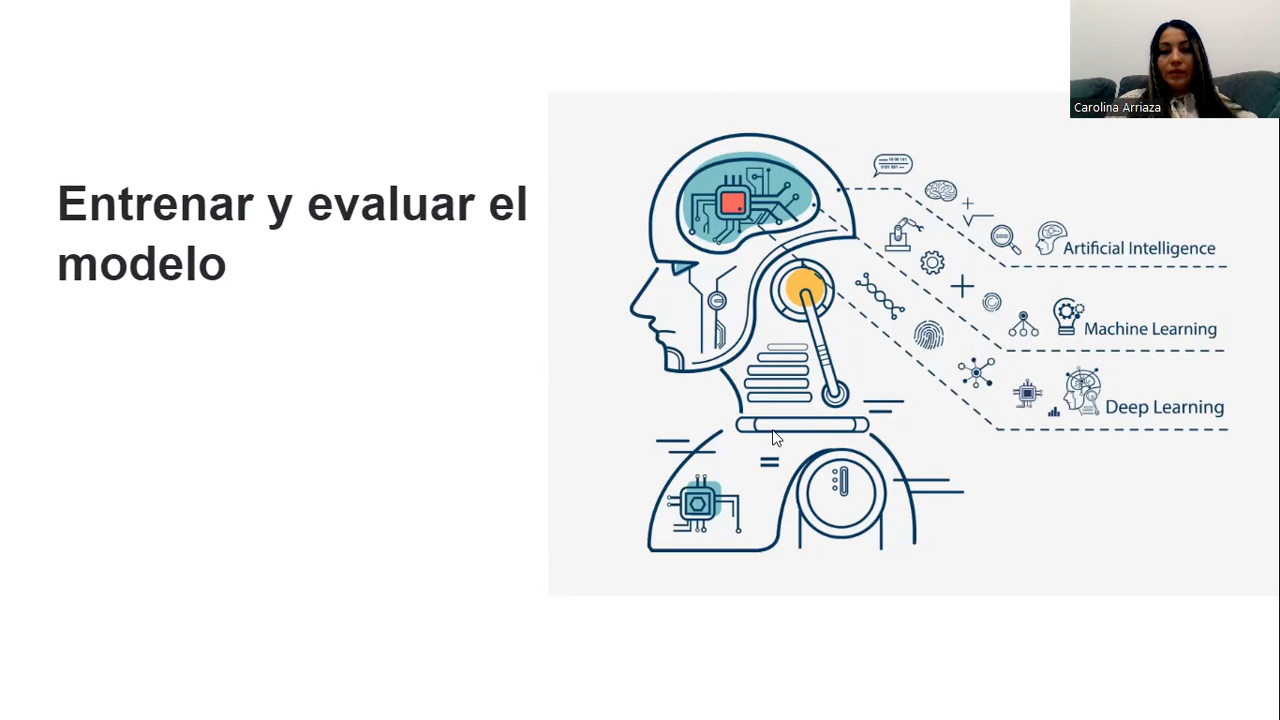 Entrenar y evaluar el
modelo
Carolina Arriaza
Artificial Intelligence
Machine Learning
Deep Learning